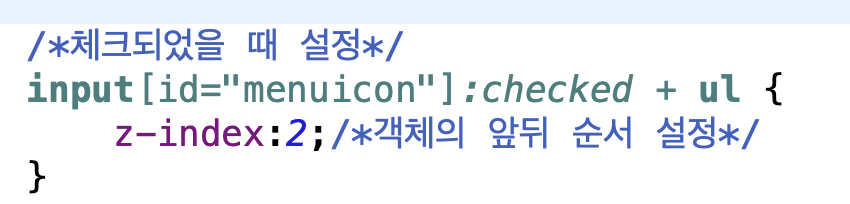 /*체크되었을 때 설정*/
input[id="menuicon"]:checked + ul {
z-index:2;/*객체의 앞뒤 순서 설정*/
}